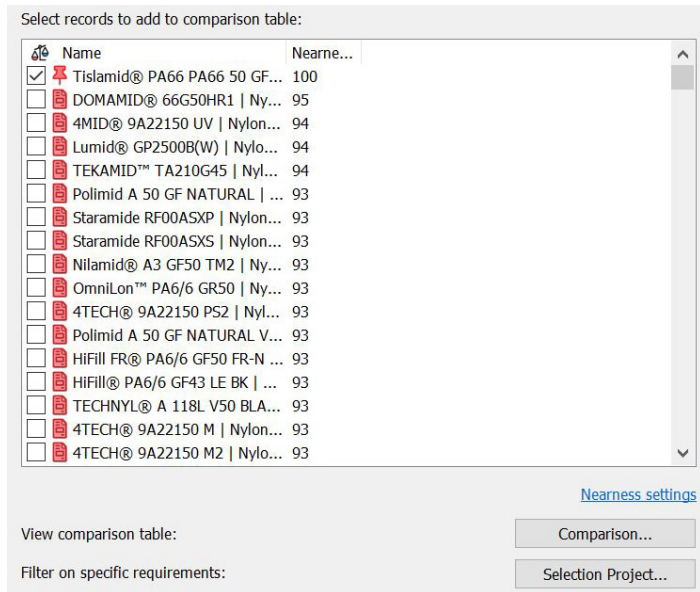 Select records to add to comparison table:
Name Nearne...
Tislamid® PA66 PA66 50 GF... 100
DOMAMID® 66G50HR1 | Ny... 95
4MID® 9A22150 UV | Nylon... 94
Lumid® GP2500B(W) | Nylo... 94
TEKAMID™ TA210G45 | Nyl... 94
Polimid A 50 GF NATURAL | ... 93
Staramide RF00ASXP | Nylon... 93
Staramide RF00ASXS | Nylon... 93
Nilamid® A3 GF50 TM2 | Ny... 93
OmniLon™ PA6/6 GR50 | Ny... 93
4TECH® 9A22150 PS2 | Nyl... 93
Polimid A 50 GF NATURAL V... 93
HiFill FR® PA6/6 GF50 FR-N ... 93
HiFill® PA6/6 GF43 LE BK | ... 93
TECHNYL® A 118L V50 BLA... 93
4TECH® 9A22150 M | Nylon... 93
4TECH® 9A22150 M2 | Nylo... 93
Nearness settings
View comparison table: Comparison...
Filter on specific requirements: Selection Project...